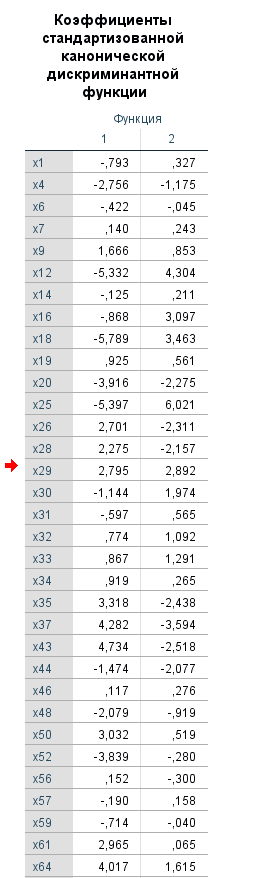 Коэффициенты
стандартизованной
канонической
дискриминантной
функции
Функция
1 2
x1 -,793 ,327
x4 -2,756 -1,175
x6 -,422 -,045
x7 ,140 ,243
x9 1,666 ,853
x12 -5,332 4,304
x14 -,125 ,211
x16 -,868 3,097
x18 -5,789 3,463
x19 ,925 ,561
x20 -3,916 -2,275
x25 -5,397 6,021
x26 2,701 -2,311
x28 2,275 -2,157
x29 2,795 2,892
x30 -1,144 1,974
x31 -,597 ,565
x32 ,774 1,092
x33 ,867 1,291
x34 ,919 ,265
x35 3,318 -2,438
x37 4,282 -3,594
x43 4,734 -2,518
x44 -1,474 -2,077
x46 ,117 ,276
x48 -2,079 -,919
x50 3,032 ,519
x52 -3,839 -,280
x56 ,152 -,300
x57 -,190 ,158
x59 -,714 -,040
x61 2,965 ,065
x64 4,017 1,615